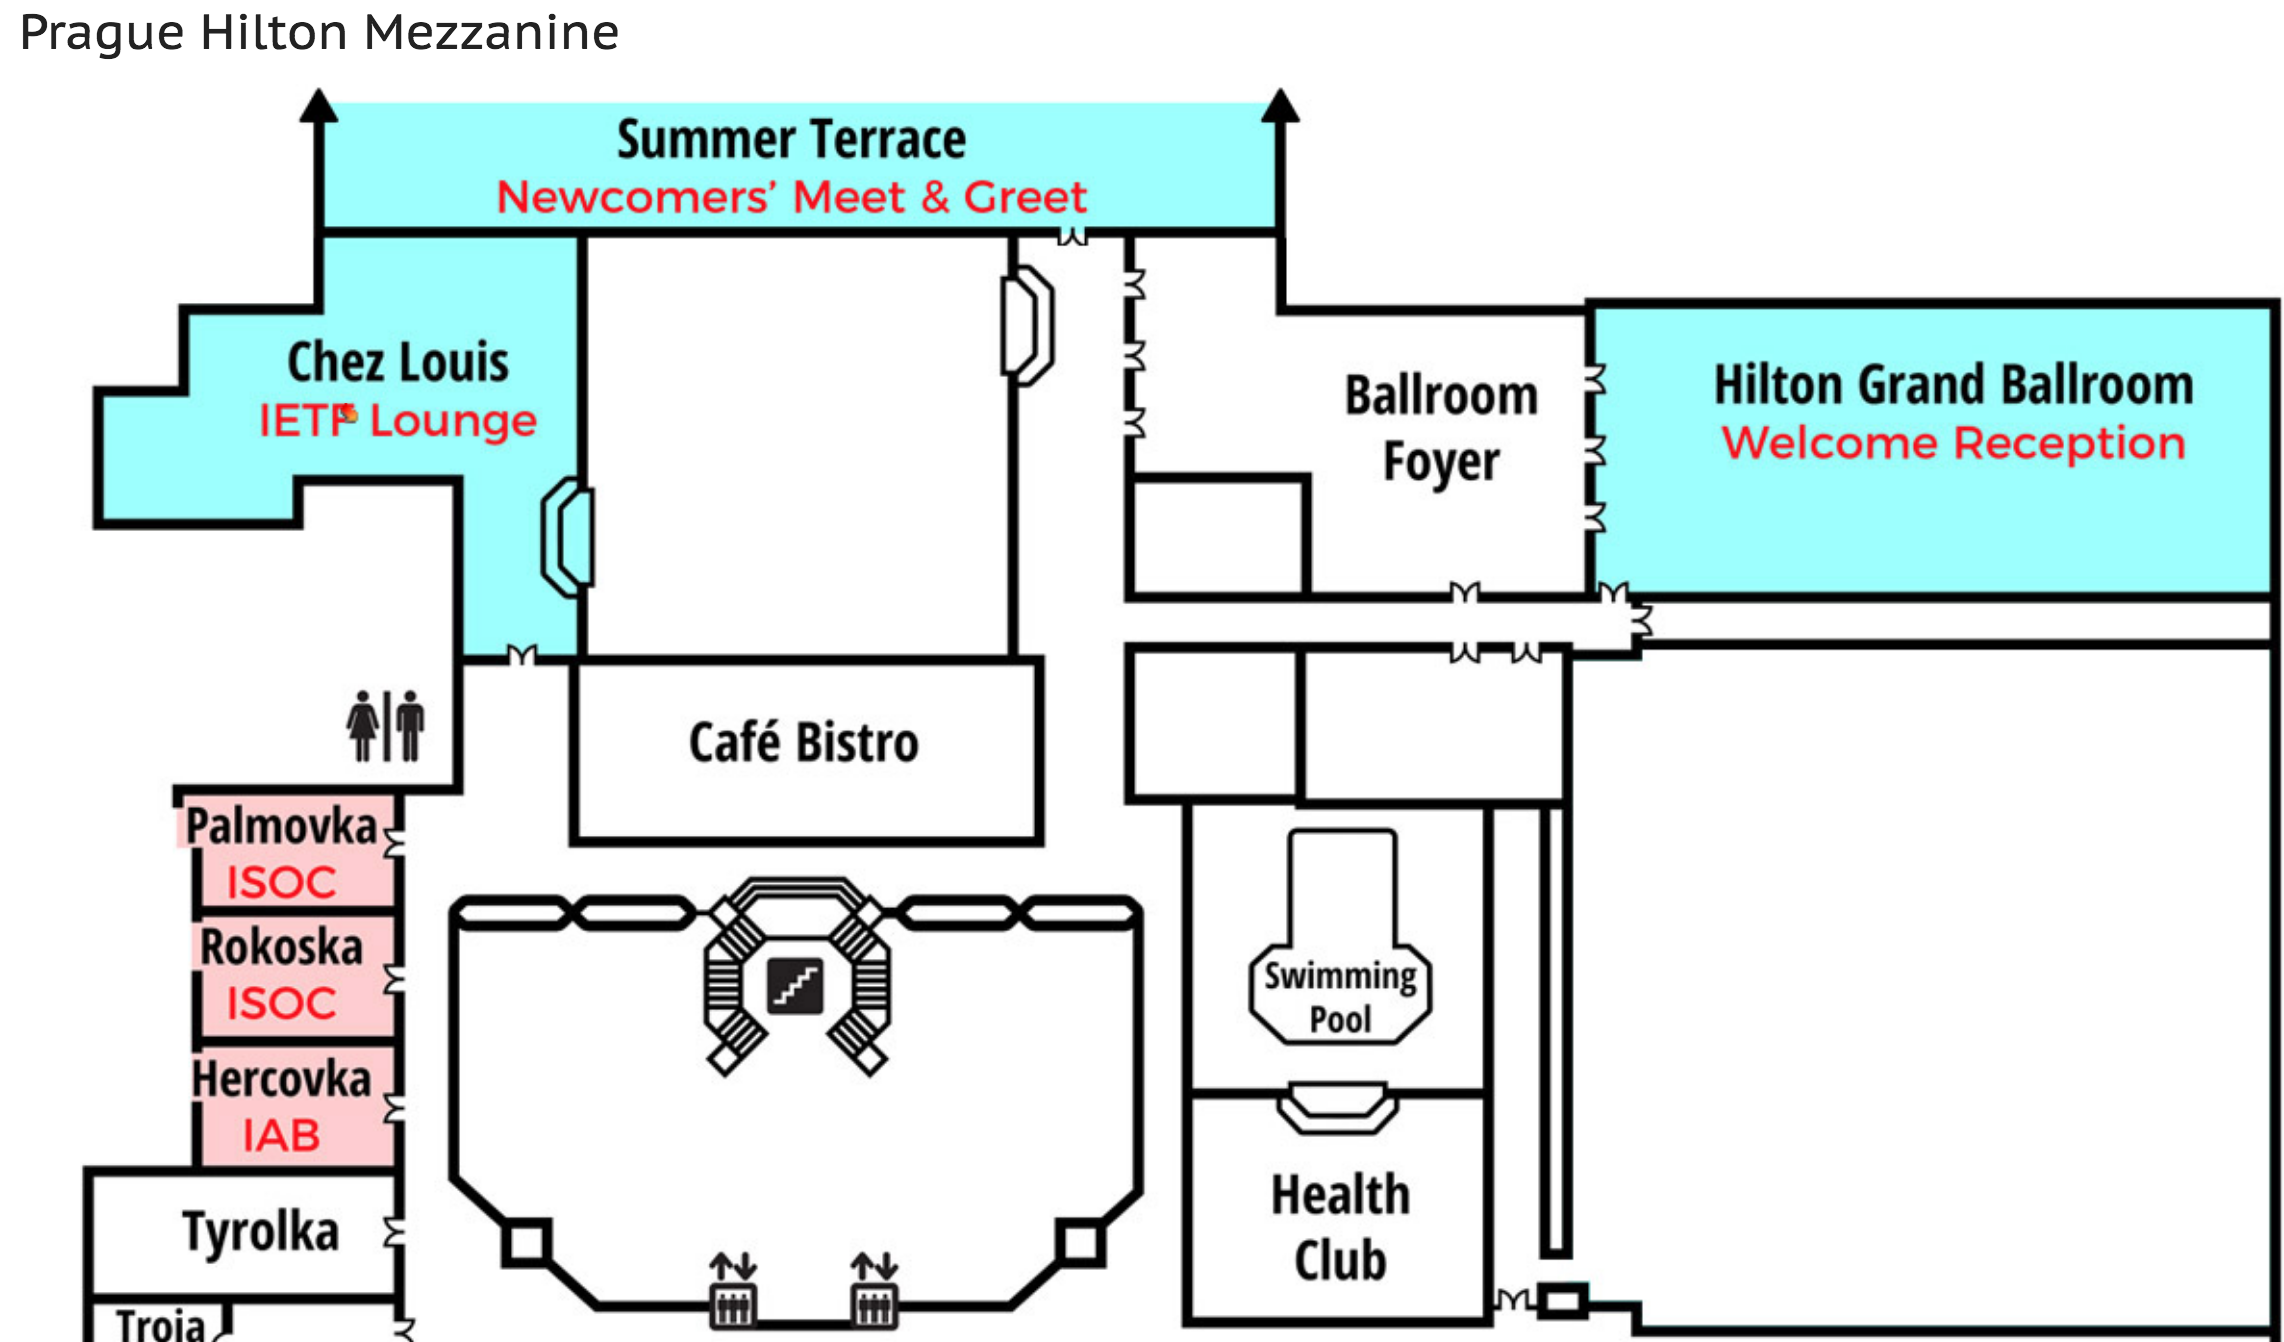 Prague Hilton Mezzanine
Summer Terrace
Newcomers’ Meet & Greet
Chez Louis
IETF Lounge
Ballroom
Foyer
Hilton Grand Ballroom
Welcome Reception
Café Bistro
Palmovka
ISOC
Rokoska
ISOC
Hercovka
IAB
Swimming
Pool
Tyrolka
Health
Club
Troja